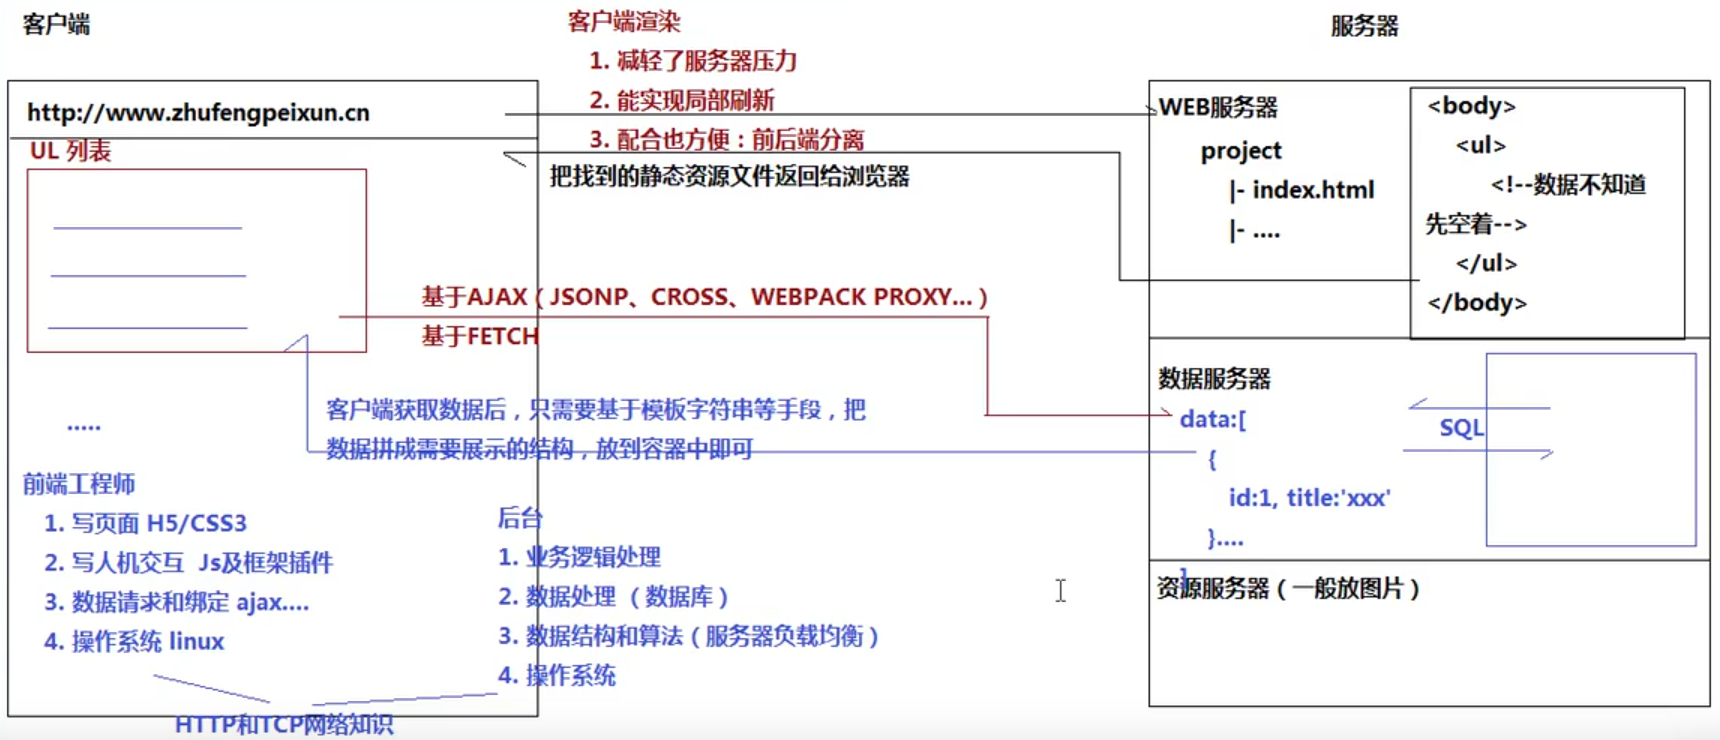 客户端
客户端渲染
1. 减轻了服务器压力
2. 能实现局部刷新
3. 配合也方便：前后端分离
服务器
http://www.zhufengpeixun.cn
UL 列表
把找到的静态资源文件返回给浏览器
WEB服务器
project
|- index.html
|- ....
<body>
<ul>
<!--数据不知道
先空着-->
</ul>
</body>
基于AJAX（JSONP、CROSS、WEBPACK PROXY...）
基于FETCH
客户端获取数据后，只需要基于模板字符串等手段，把
数据拼成需要展示的结构，放到容器中即可
.....
数据服务器
data:[
{
id:1, title:'xxx'
}....
]
SQL
资源服务器（一般放图片）
前端工程师
1. 写页面 H5/CSS3
2. 写人机交互 Js及框架插件
3. 数据请求和绑定 ajax....
4. 操作系统 linux
后台
1. 业务逻辑处理
2. 数据处理 （数据库）
3. 数据结构和算法（服务器负载均衡）
4. 操作系统
HTTP和TCP网络知识